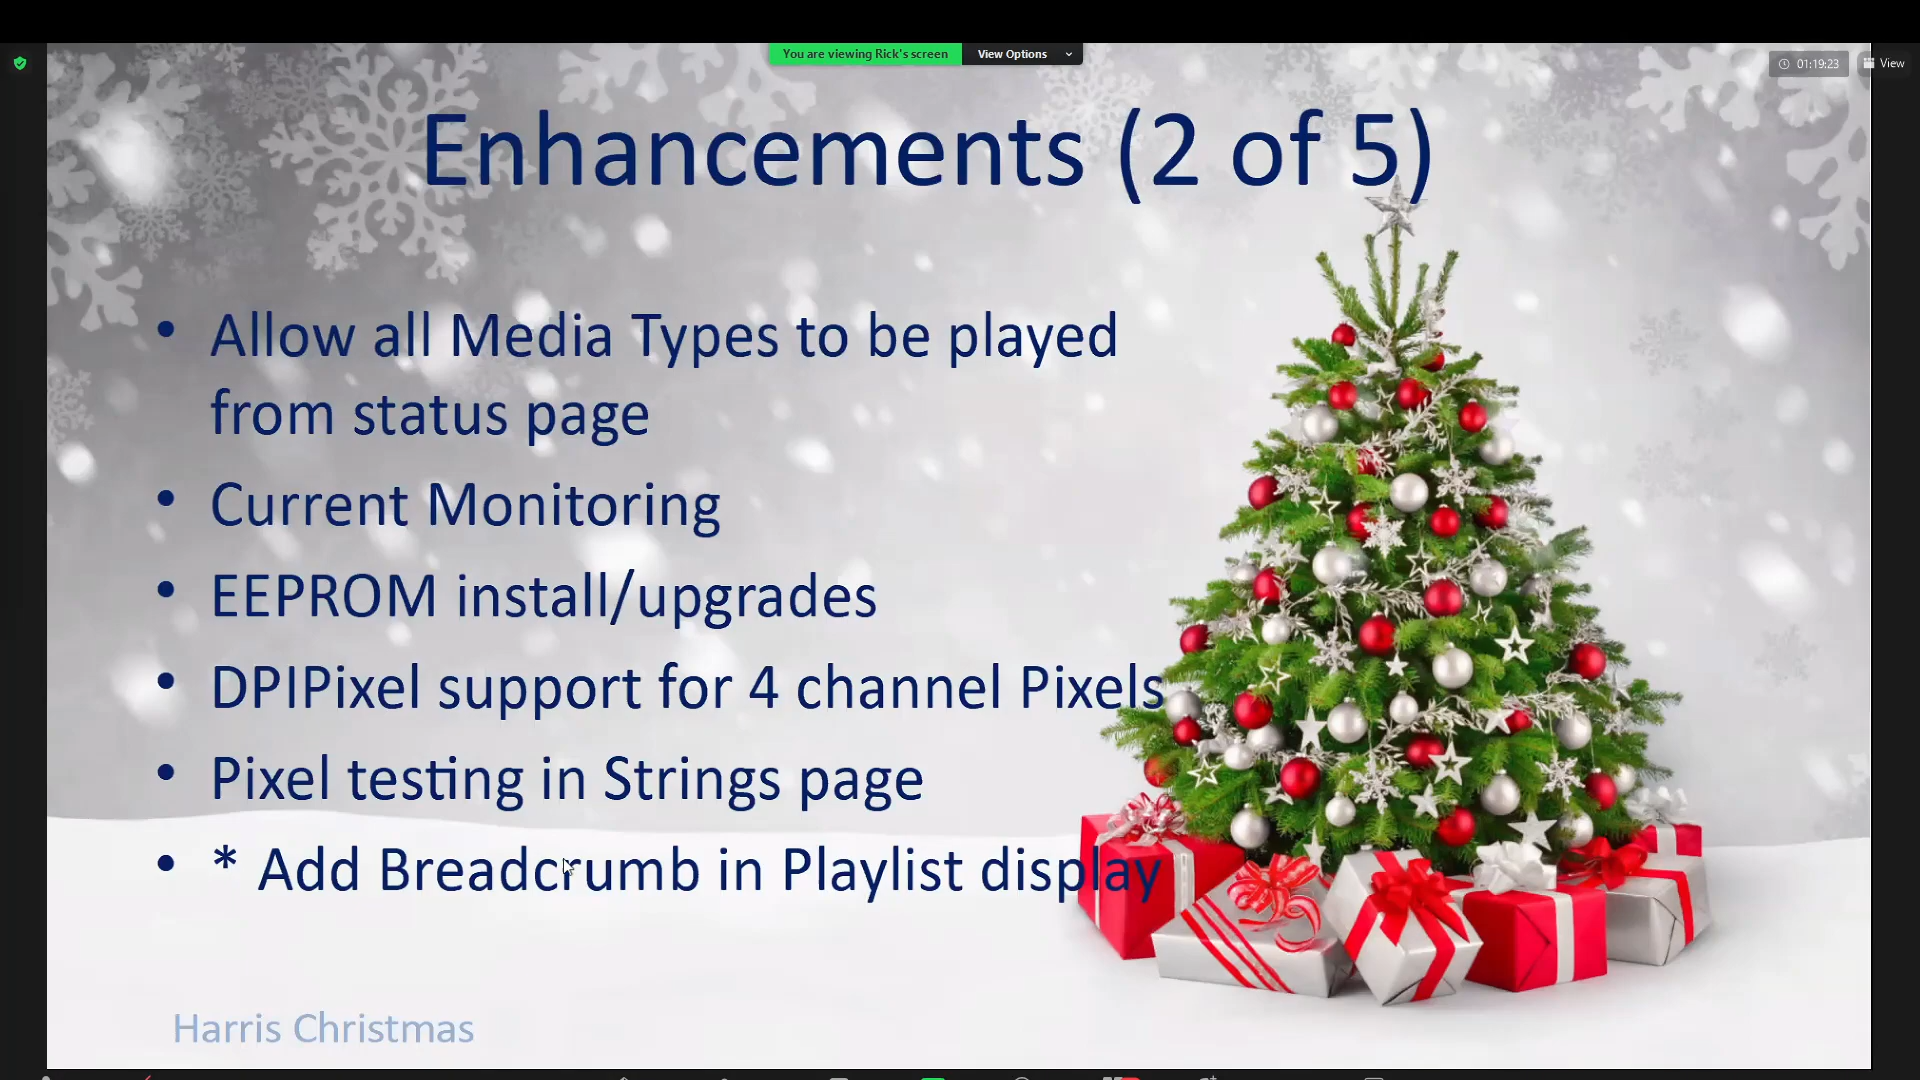 You are viewing Rick's screen View Options
01:19:23 View
Enhancements (2 of 5)
• Allow all Media Types to be played
from status page
• Current Monitoring
• EEPROM install/upgrades
• DPIPixel support for 4 channel Pixels
• Pixel testing in Strings page
• * Add Breadcrumb in Playlist display
Harris Christmas